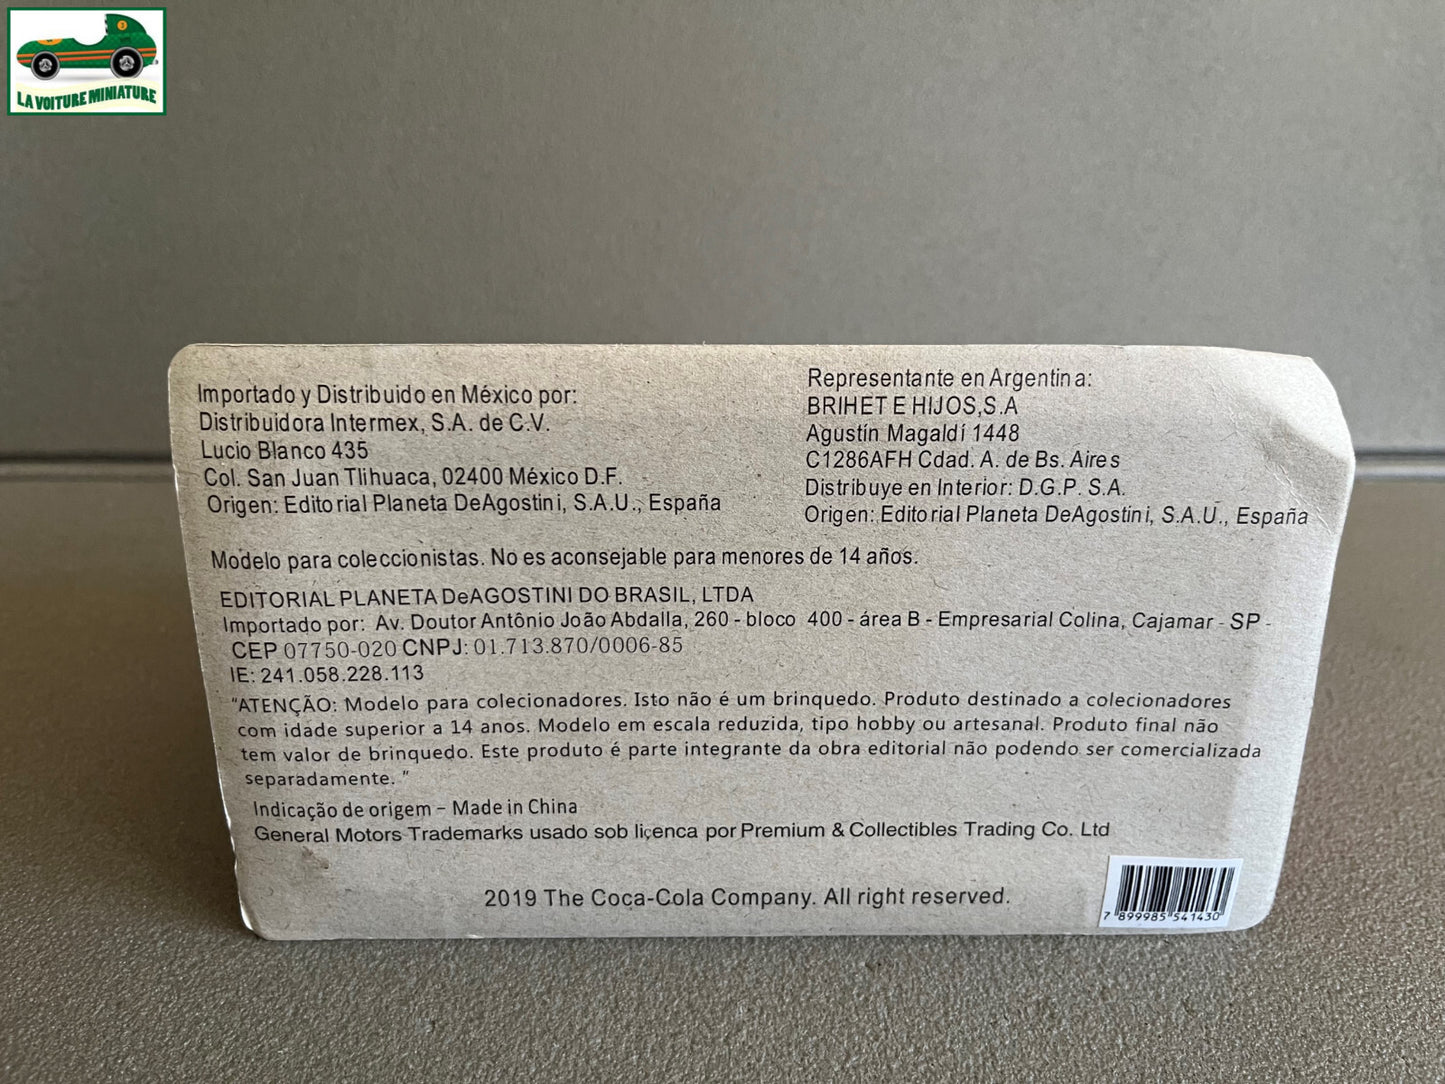 LA VOITURE MINIATURE
Importado y Distribuido en México por:
Distribuidora Intermex, S.A. de C.V.
Lucio Blanco 435
Col. San Juan Tlihuaca, 02400 México D.F.
Origen: Editorial Planeta DeAgostini, S.A.U., España
Representante en Argentina:
BRIHET E HIJOS,S.A
Agustín Magaldí 1448
C1286AFH Cdad. A. de Bs. Aires
Distribuye en Interior: D.G.P. S.A.
Origen: Editorial Planeta DeAgostini, S.A.U., España
Modelo para coleccionistas. No es aconsejable para menores de 14 años.
EDITORIAL PLANETA DeAGOSTINI DO BRASIL, LTDA
Importado por: Av. Doutor Antônio João Abdalla, 260 - bloco 400 - área B - Empresarial Colina, Cajamar - SP -
CEP 07750-020 CNPJ: 01.713.870/0006-85
IE: 241.058.228.113
"ATENÇÃO: Modelo para colecionadores. Isto não é um brinquedo. Produto destinado a colecionadores
com idade superior a 14 anos. Modelo em escala reduzida, tipo hobby ou artesanal. Produto final não
tem valor de brinquedo. Este produto é parte integrante da obra editorial não podendo ser comercializada
separadamente. "
Indicação de origem – Made in China
General Motors Trademarks usado sob liçenca por Premium & Collectibles Trading Co. Ltd
2019 The Coca-Cola Company. All right reserved.
7 899985 541430